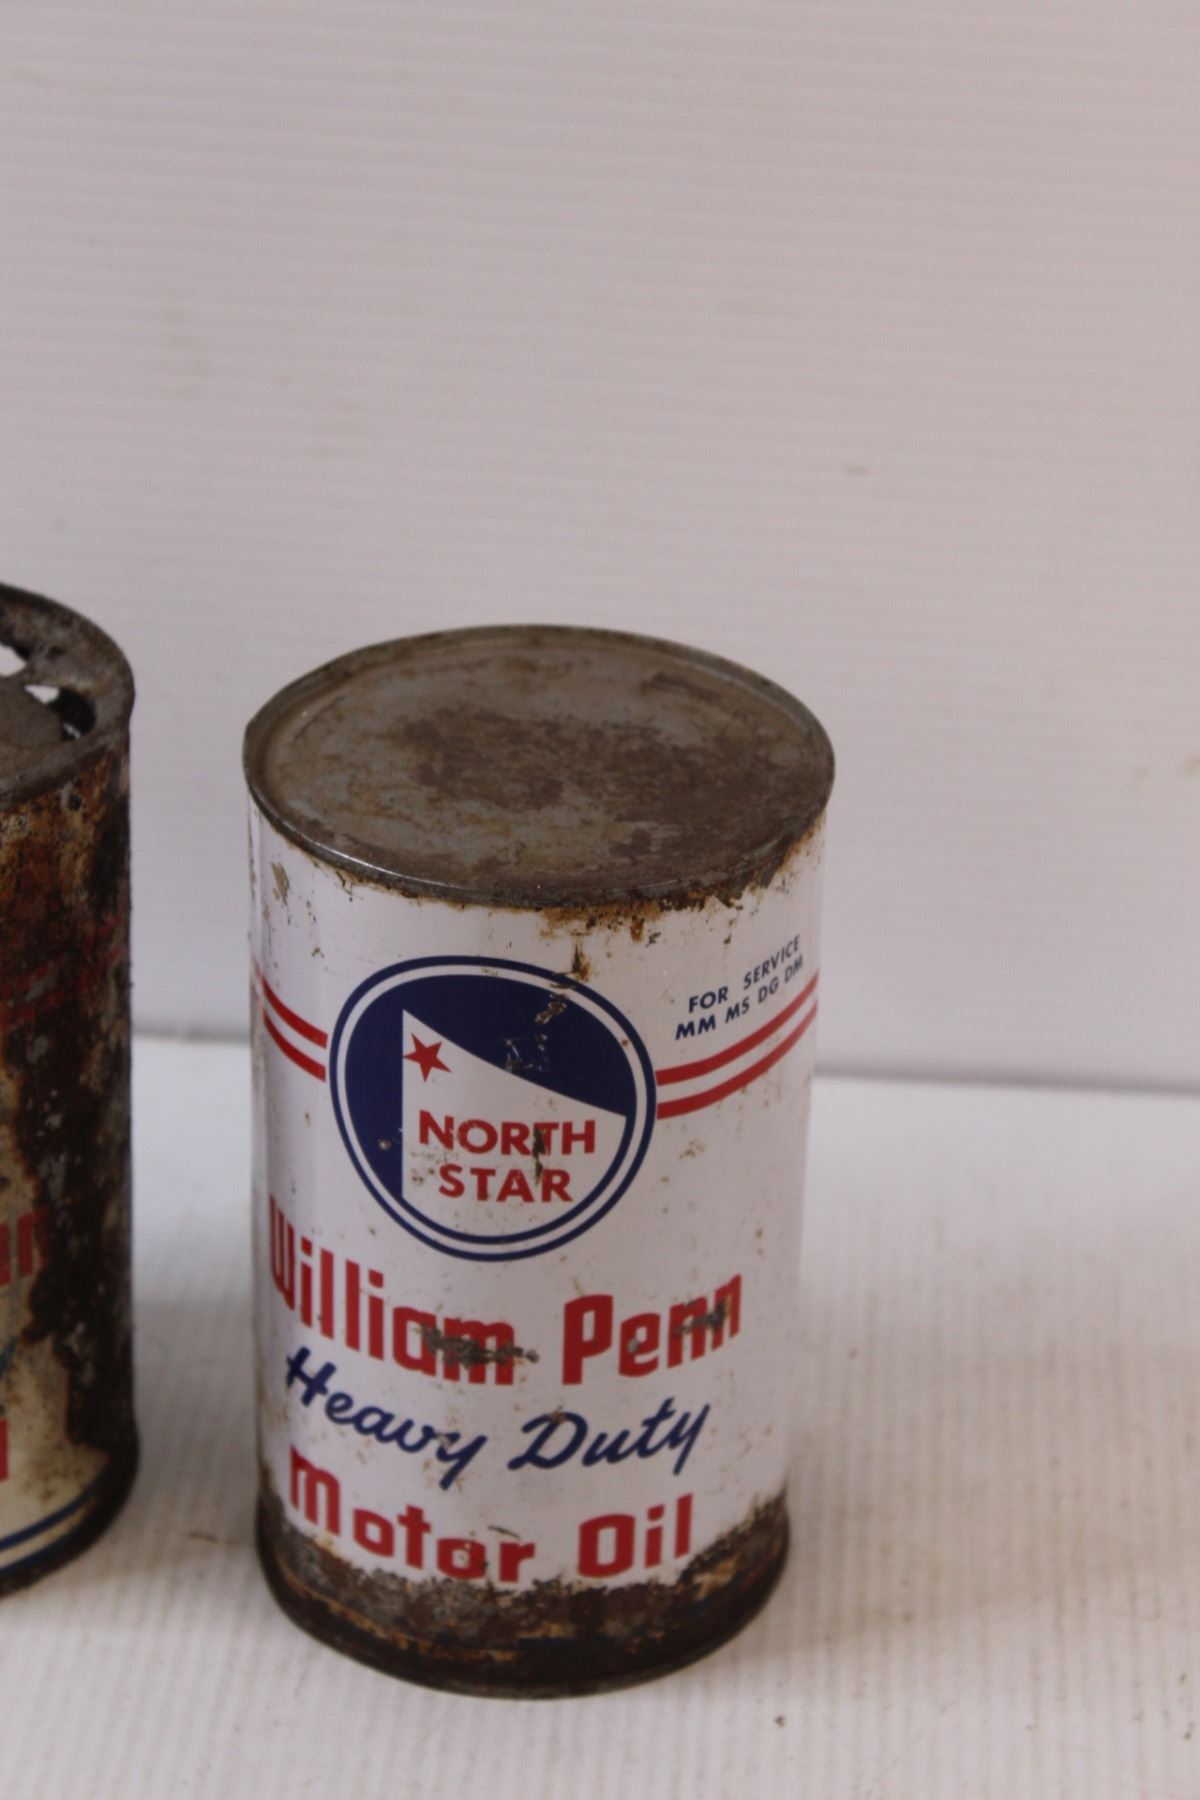 FOR SERVICE
MM MS DG DM
NORTH
STAR
William Penn
Heavy Duty
Motor Oil